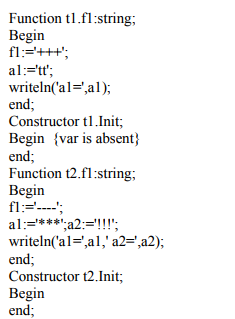 Function t1.f1:string;
Begin
f1:='+++';
a1:='tt';
writeln('a1=',a1);
end;
Constructor t1.Init;
Begin {var is absent}
end;
Function t2.f1:string;
Begin
f1:='----';
a1:='***';a2:='!!!';
writeln('a1=',a1,' a2=',a2);
end;
Constructor t2.Init;
Begin
end;